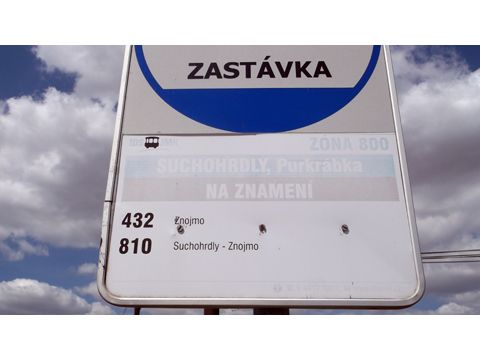 ZASTÁVKA
ZÓNA 800
SUCHOHRDLY, Purkrábka
NA ZNAMENÍ
432 Znojmo
810 Suchohrdly - Znojmo